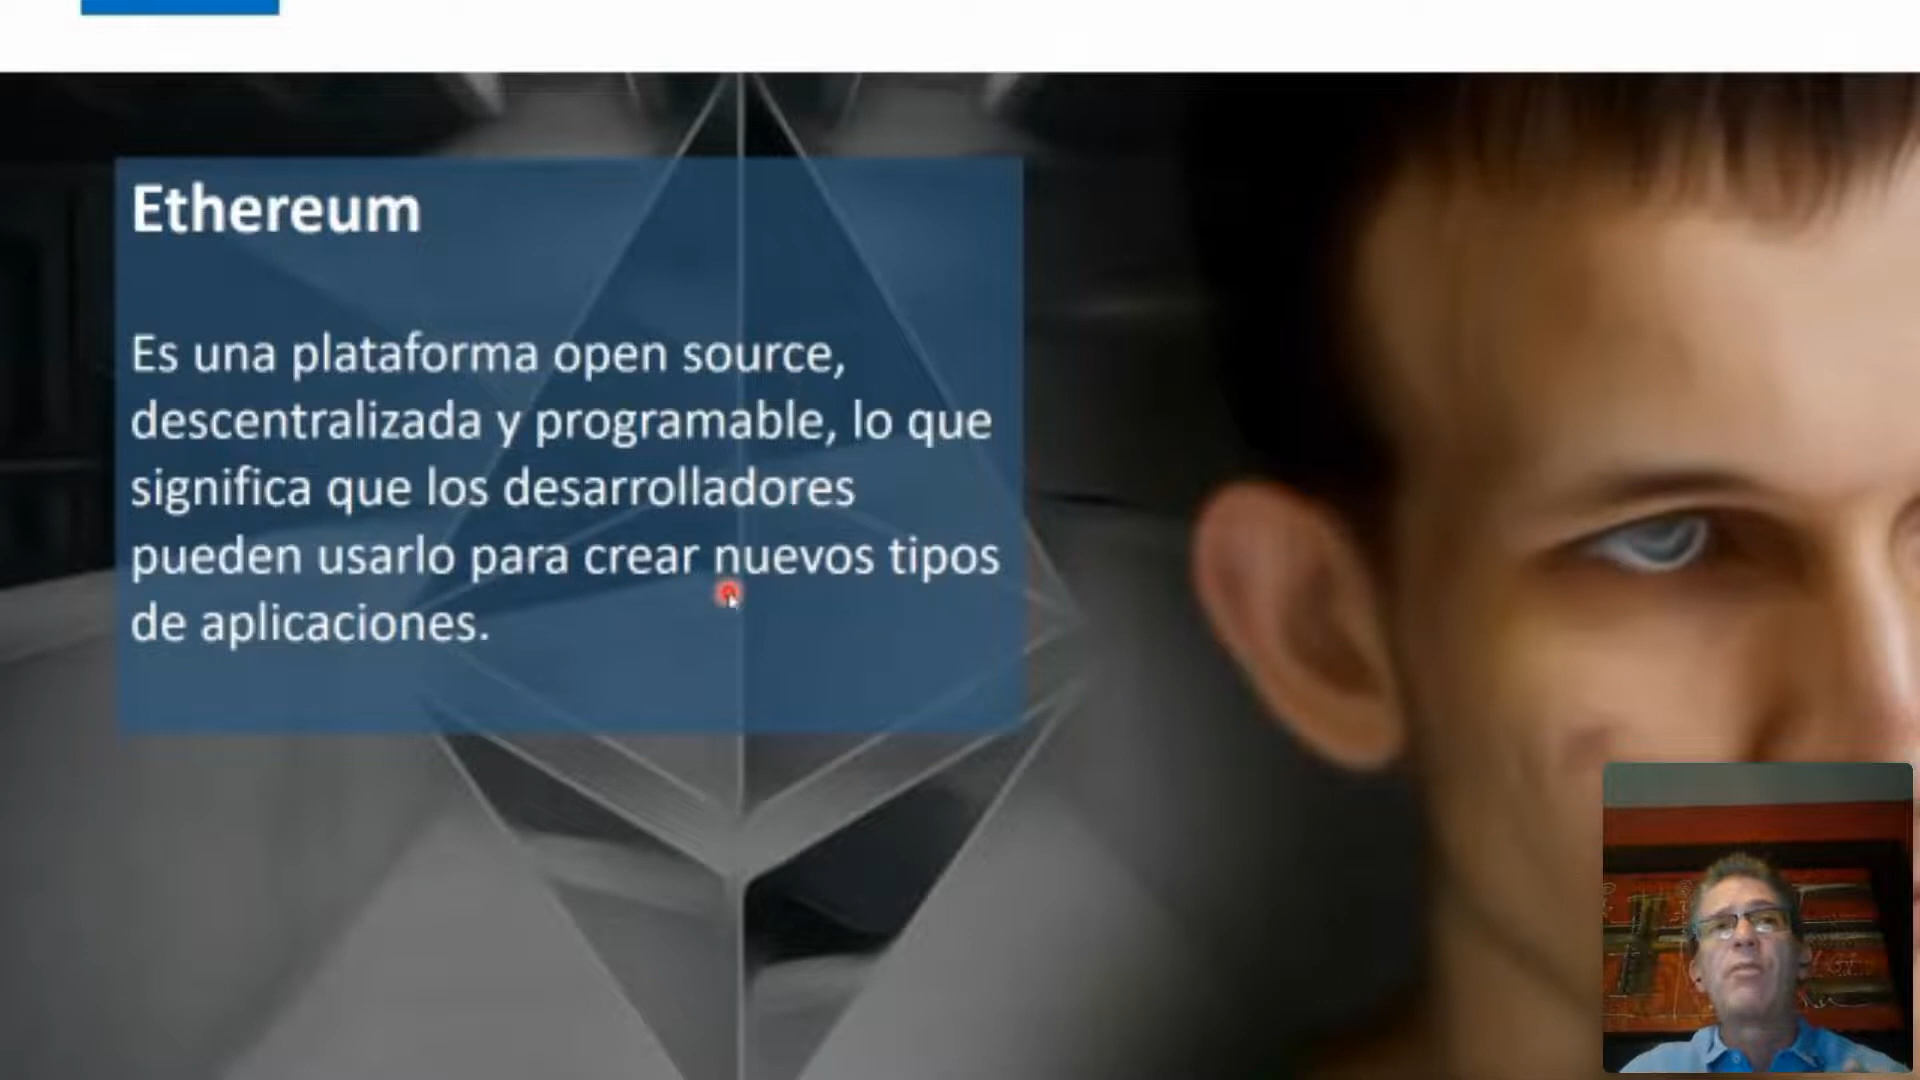 Ethereum
Es una plataforma open source,
descentralizada y programable, lo que
significa que los desarrolladores
pueden usarlo para crear nuevos tipos
de aplicaciones.